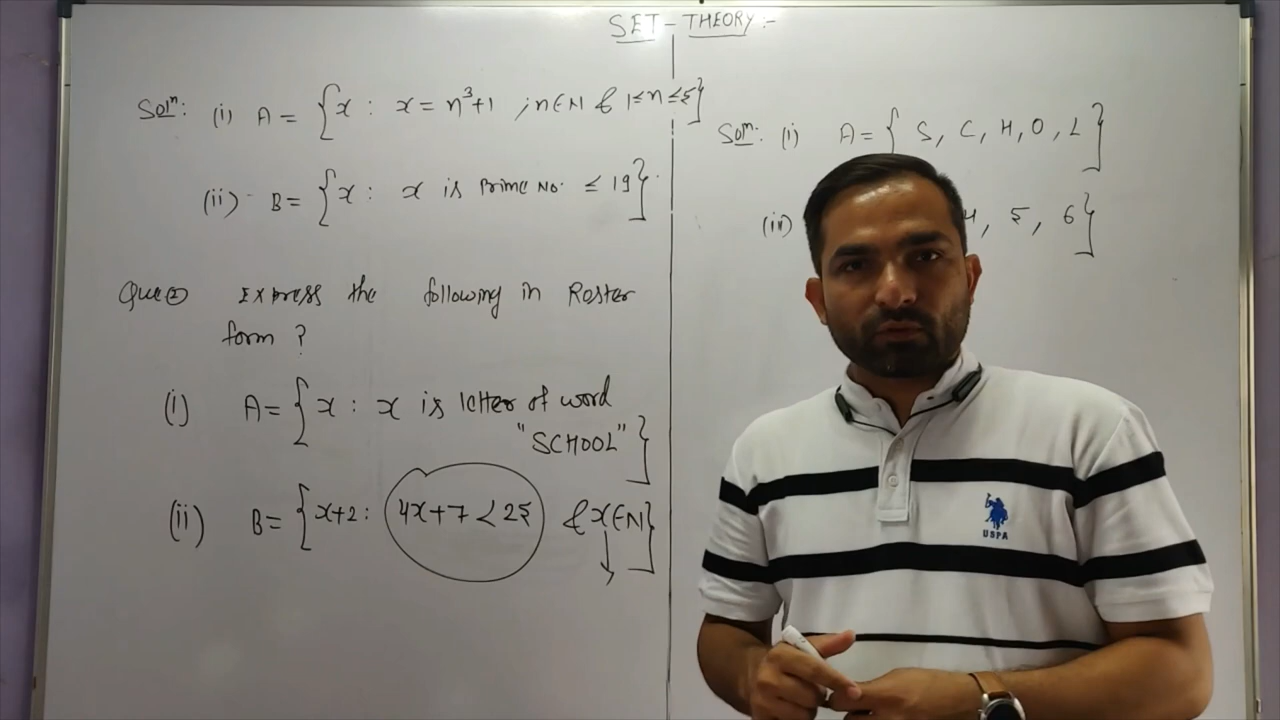 SET - THEORY :-
Solⁿ: (i) A = { x : x = n³+1 ; n∈N & 1≤n≤5}
(ii) B = { x : x is Prime No. ≤ 19}
Que② Express the following in Roster
form ?
(i) A = { x : x is letter of word
"SCHOOL" }
(ii) B = { x+2 : 4x+7 < 25 & x∈N}
Solⁿ: (i) A = { S, C, H, O, L }
(ii) 4, 5, 6}
USPA